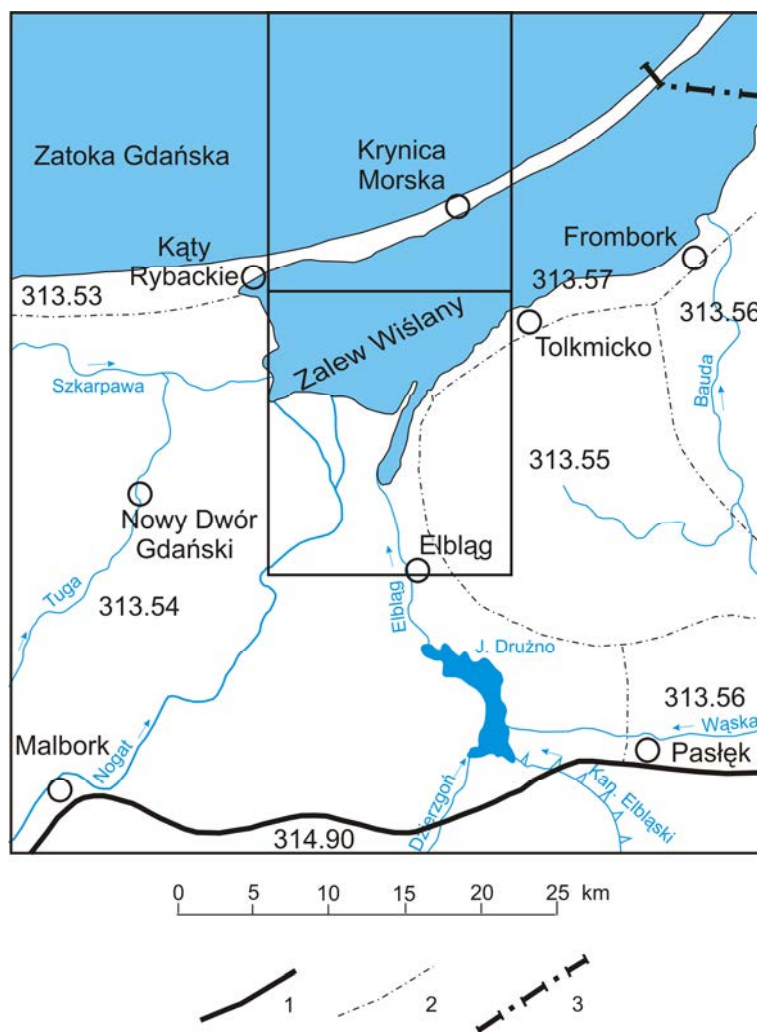 Zatoka Gdańska
Krynica
Morska
Kąty
Rybackie
Frombork
313.53
313.57
313.56
Zalew Wiślany
Tolkmicko
Szkarpawa
Bauda
313.55
Nowy Dwór
Gdański
Elbląg
Tuga
313.54
Elbląg
J. Drużno
313.56
Wąska
Malbork
Nogat
Pasłęk
Kan. Elbląski
Dzierzgoń
314.90
0 5 10 15 20 25 km
1 2 3